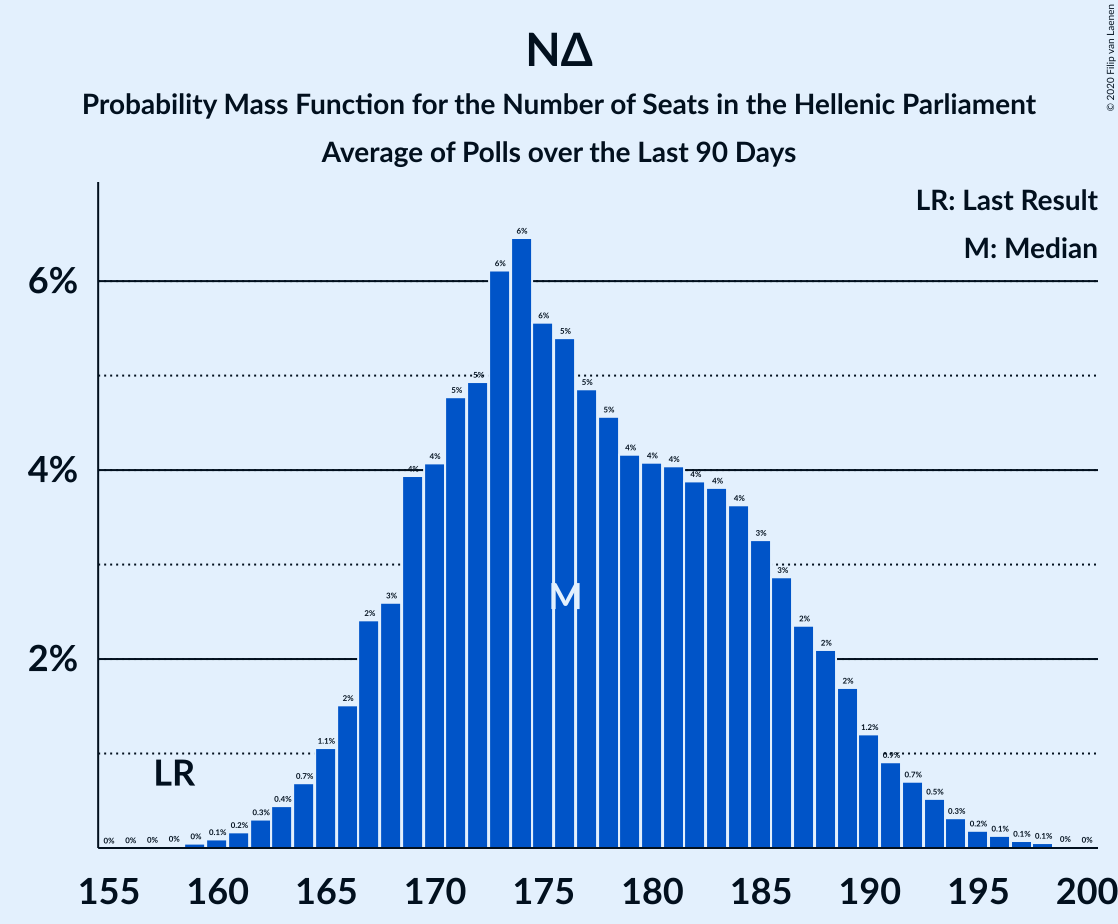 © 2020 Filip van Laenen
ΝΔ
Probability Mass Function for the Number of Seats in the Hellenic Parliament
Average of Polls over the Last 90 Days
LR: Last Result
M: Median
6%
4%
2%
0% 0% 0% 0% 0% 0.1% 0.2% 0.3% 0.4% 0.7% 1.1% 2% 2% 3% 4% 4% 5% 5% 6% 6% 6% 5% 5% 5% 4% 4% 4% 4% 4% 4% 3% 3% 2% 2% 2% 1.2% 0.9% 0.7% 0.5% 0.3% 0.2% 0.1% 0.1% 0.1% 0% 0%
M
LR
155 160 165 170 175 180 185 190 195 200